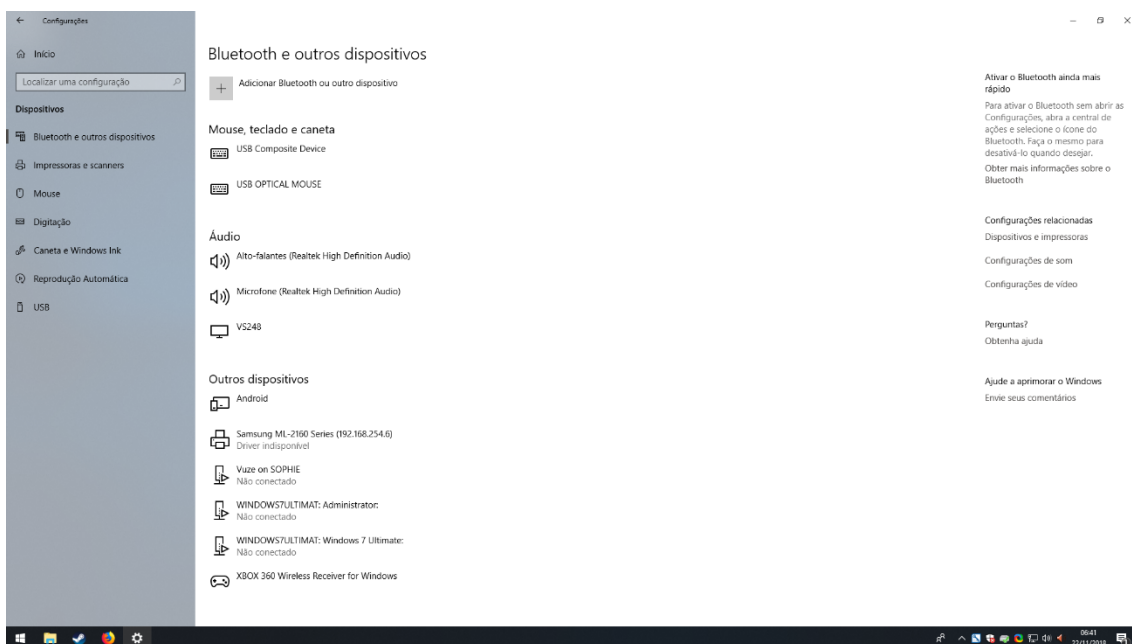 Configurações
Início
Localizar uma configuração
Dispositivos
Bluetooth e outros dispositivos
Impressoras e scanners
Mouse
Digitação
Caneta e Windows Ink
Reprodução Automática
USB
Bluetooth e outros dispositivos
Adicionar Bluetooth ou outro dispositivo
Mouse, teclado e caneta
USB Composite Device
USB OPTICAL MOUSE
Áudio
Alto-falantes (Realtek High Definition Audio)
Microfone (Realtek High Definition Audio)
VS248
Outros dispositivos
Android
Samsung ML-2160 Series (192.168.254.6)
Driver indisponível
Vuze on SOPHIE
Não conectado
WINDOWS7ULTIMAT: Administrator:
Não conectado
WINDOWS7ULTIMAT: Windows 7 Ultimate:
Não conectado
XBOX 360 Wireless Receiver for Windows
Ativar o Bluetooth ainda mais
rápido
Para ativar o Bluetooth sem abrir as
Configurações, abra a central de
ações e selecione o ícone do
Bluetooth. Faça o mesmo para
desativá-lo quando desejar.
Obter mais informações sobre o
Bluetooth
Configurações relacionadas
Dispositivos e impressoras
Configurações de som
Configurações de vídeo
Perguntas?
Obtenha ajuda
Ajude a aprimorar o Windows
Envie seus comentários
06:41
22/11/2018